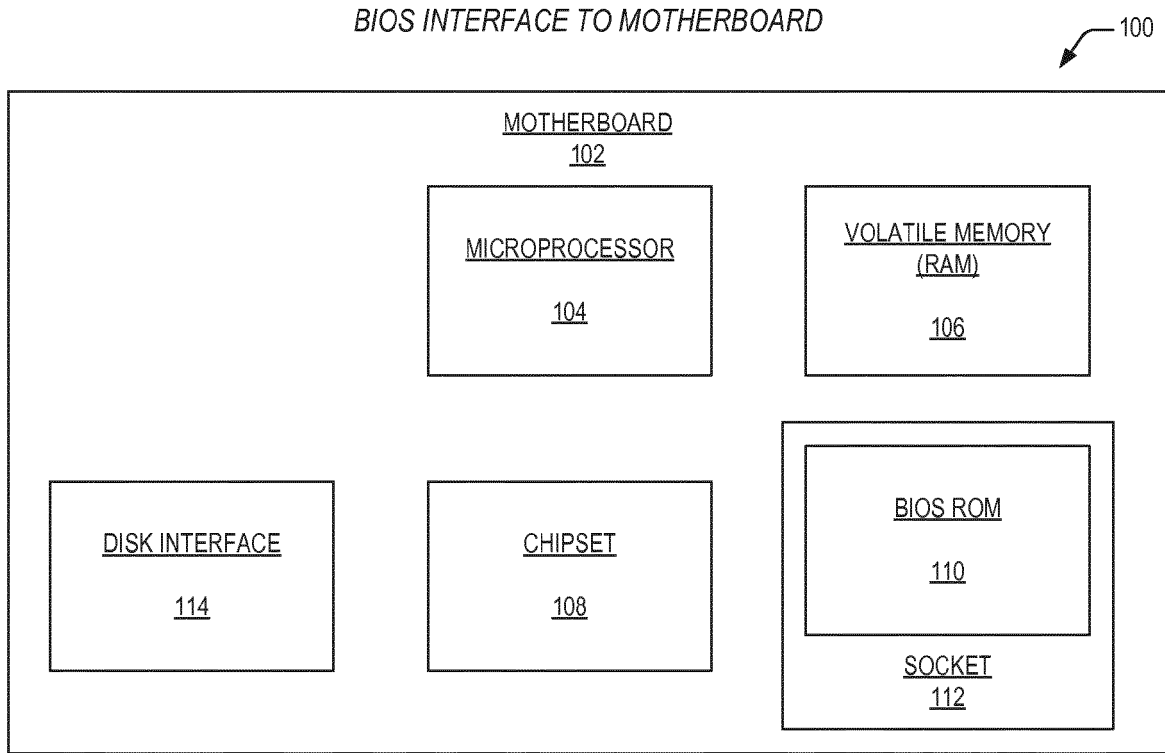 BIOS INTERFACE TO MOTHERBOARD
100
MOTHERBOARD
102
MICROPROCESSOR
104
VOLATILE MEMORY
(RAM)
106
DISK INTERFACE
114
CHIPSET
108
BIOS ROM
110
SOCKET
112